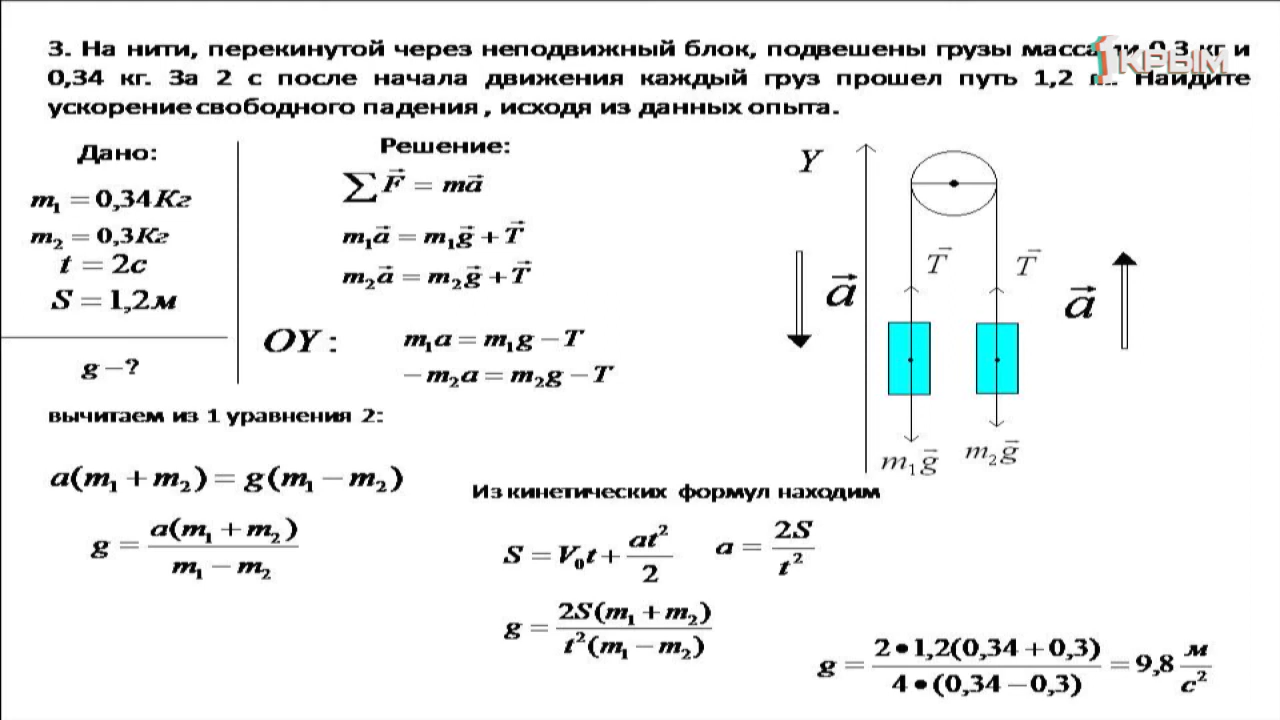 3. На нити, перекинутой через неподвижный блок, подвешены грузы масса 0,3 кг и
0,34 кг. За 2 с после начала движения каждый груз прошел путь 1,2 Найдите
ускорение свободного падения , исходя из данных опыта.
1КРЫМ
Дано:
m₁ = 0,34Кг
m₂ = 0,3Кг
t = 2с
S = 1,2м
g –?
Решение:
∑F⃗ = ma⃗
m₁a⃗ = m₁g⃗ + T⃗
m₂a⃗ = m₂g⃗ + T⃗
OY : m₁a = m₁g – T
– m₂a = m₂g – T
Y
T⃗ T⃗
a⃗ a⃗
m₁g⃗ m₂g⃗
вычитаем из 1 уравнения 2:
a(m₁ + m₂) = g(m₁ – m₂)
g = a(m₁ + m₂) / m₁ – m₂
Из кинетических формул находим
S = V₀t + at² / 2 a = 2S / t²
g = 2S(m₁ + m₂) / t²(m₁ – m₂)
g = 2•1,2(0,34 + 0,3) / 4•(0,34 – 0,3) = 9,8 м / с²